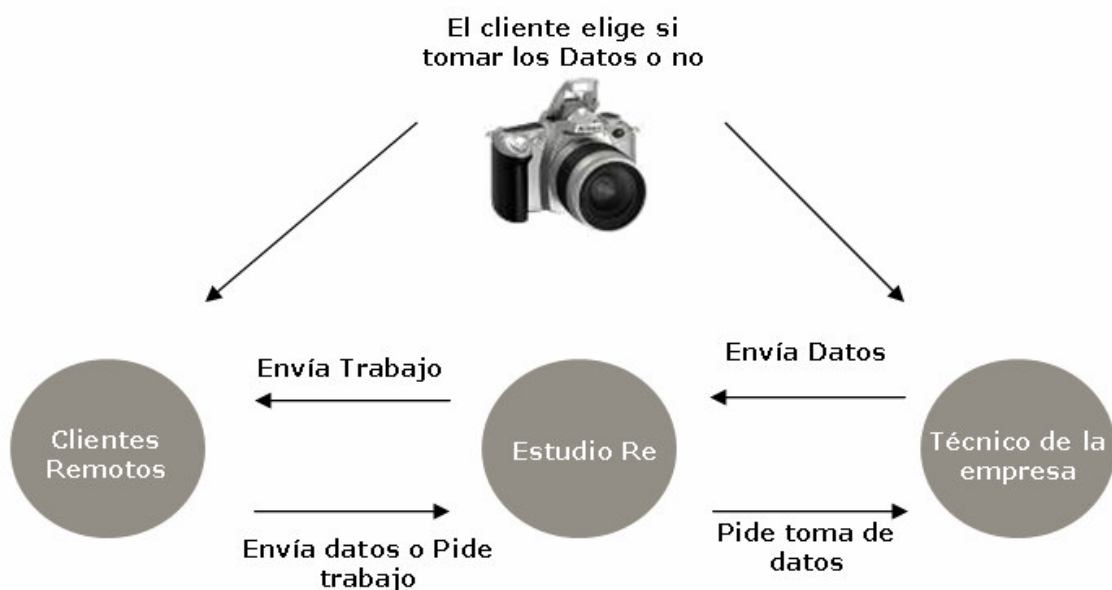 El cliente elige si
tomar los Datos o no
Nikon
Envía Trabajo
Envía Datos
Clientes
Remotos
Estudio Re
Técnico de la
empresa
Envía datos o Pide
trabajo
Pide toma de
datos